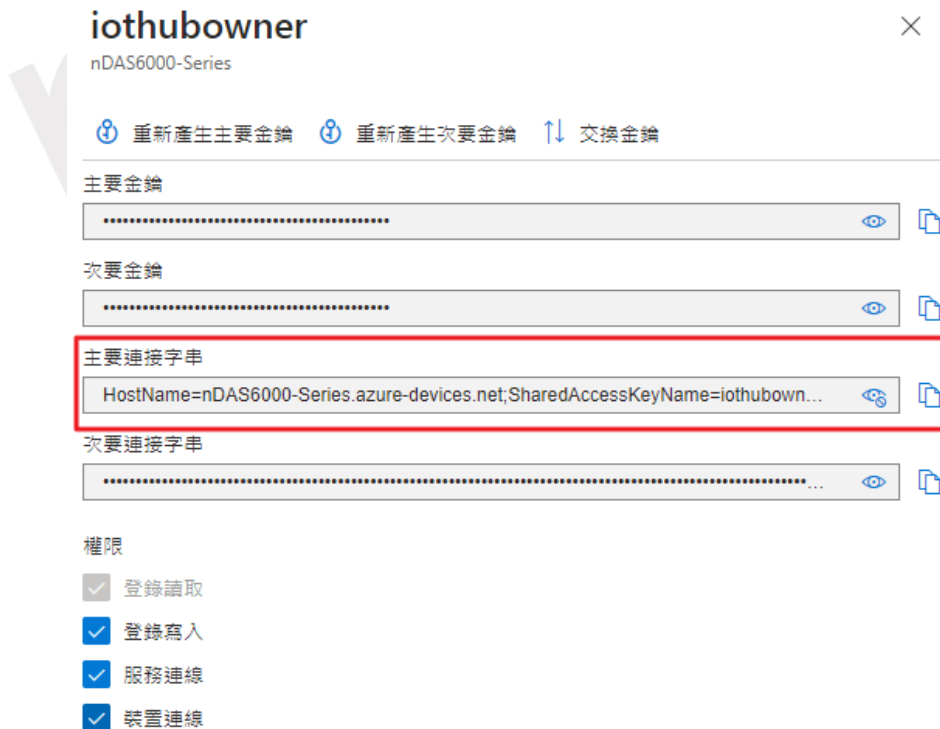 iothubowner
nDAS6000-Series
重新產生主要金鑰 重新產生次要金鑰 交換金鑰
主要金鑰
••••••••••••••••••••••••••••••••••••••••••••
次要金鑰
••••••••••••••••••••••••••••••••••••••••••••
主要連接字串
HostName=nDAS6000-Series.azure-devices.net;SharedAccessKeyName=iothubown...
次要連接字串
••••••••••••••••••••••••••••••••••••••••••••••••••••••••••••••••••••••••••••••••••••••••••••••••••••••••••••...
權限
登錄讀取
登錄寫入
服務連線
裝置連線